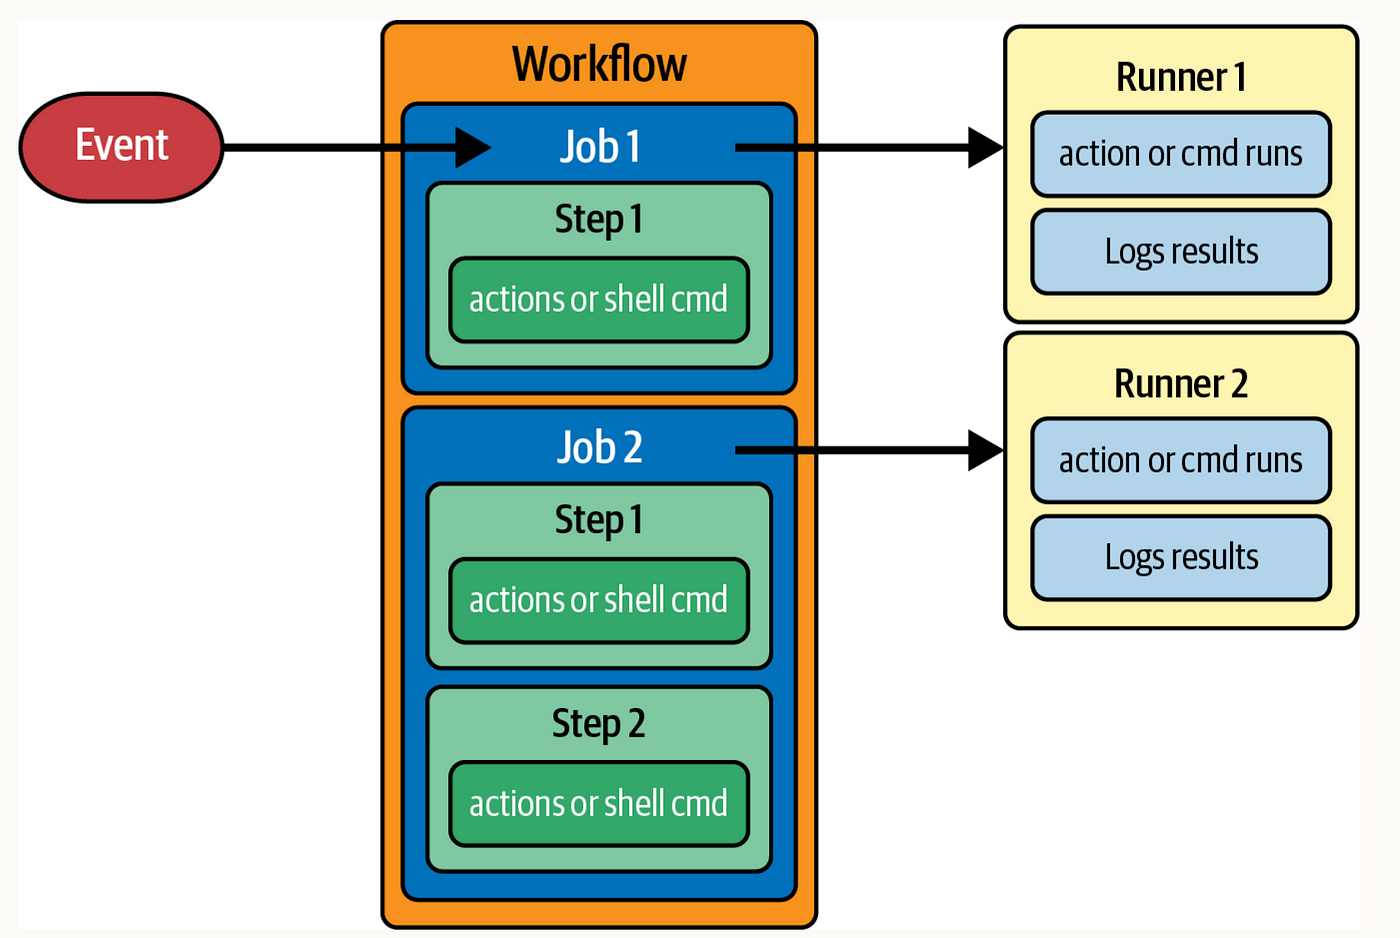 Event
Workflow
Job 1
Step 1
actions or shell cmd
Job 2
Step 1
actions or shell cmd
Step 2
actions or shell cmd
Runner 1
action or cmd runs
Logs results
Runner 2
action or cmd runs
Logs results